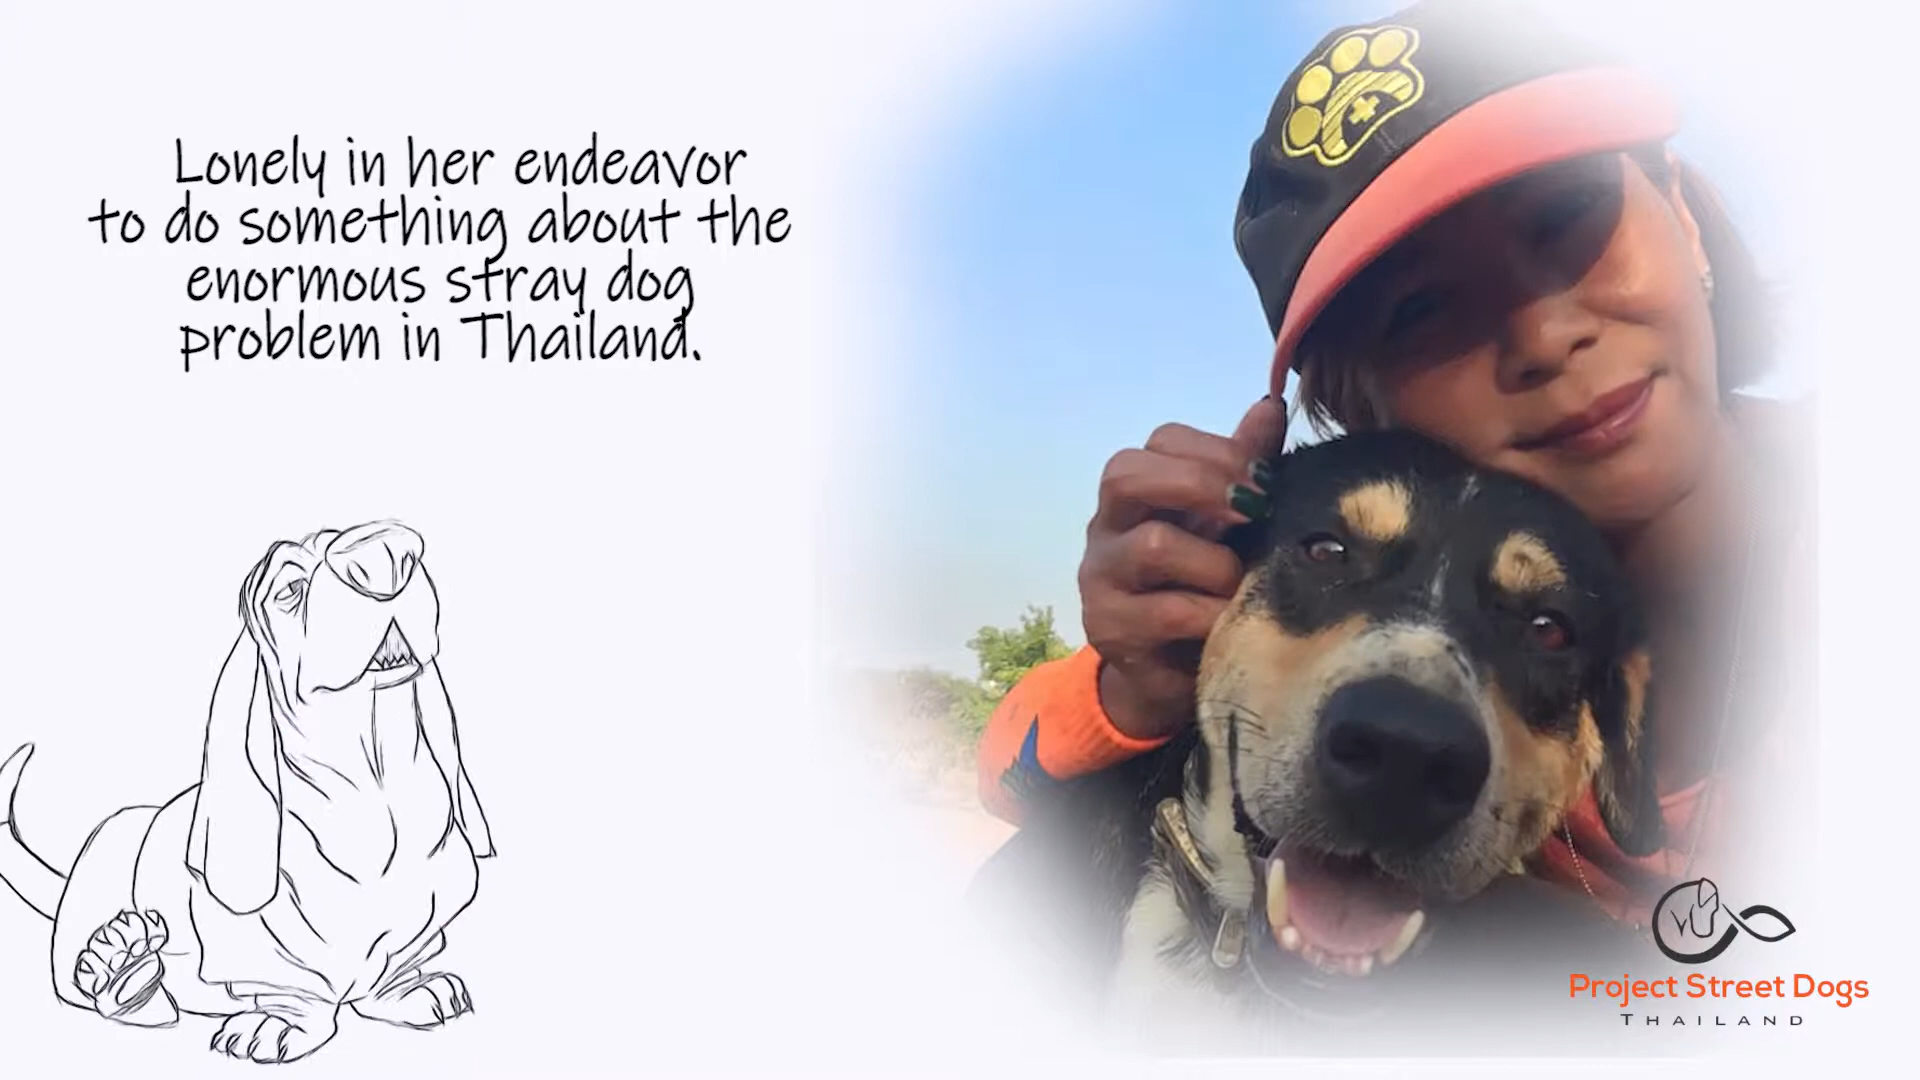 Lonely in her endeavor
to do something about the
enormous stray dog
problem in Thailand.
Project Street Dogs
THAILAND